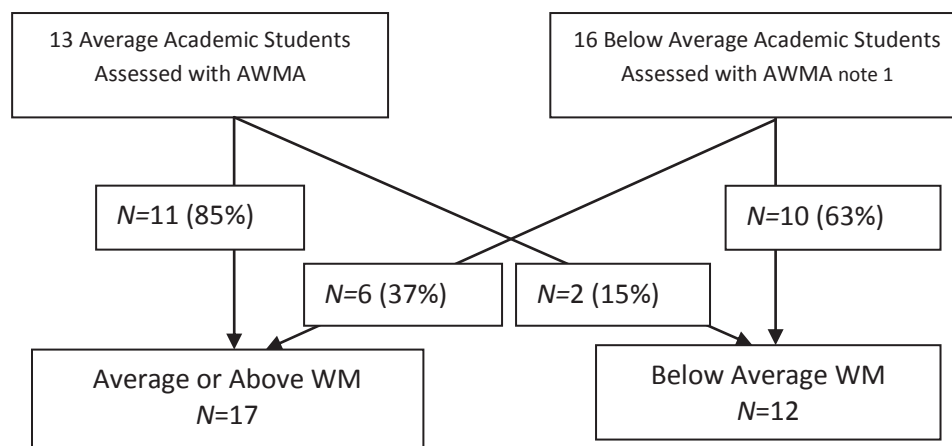 13 Average Academic Students
Assessed with AWMA
16 Below Average Academic Students
Assessed with AWMA note 1
N=11 (85%)
N=10 (63%)
N=6 (37%)
N=2 (15%)
Average or Above WM
N=17
Below Average WM
N=12